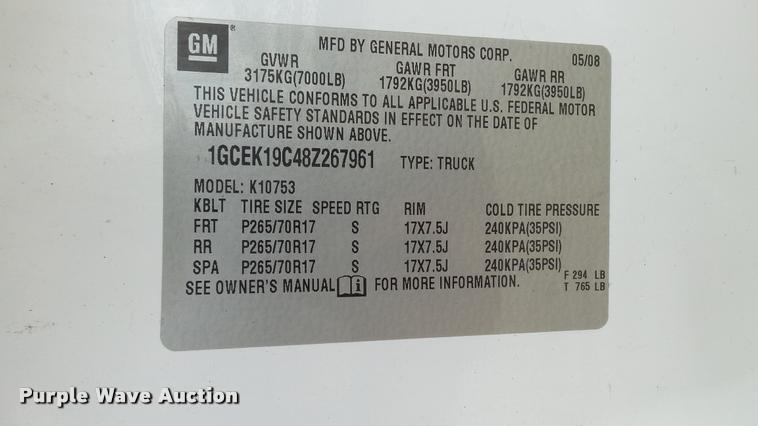 GM ®
MFD BY GENERAL MOTORS CORP. 05/08
GVWR GAWR FRT GAWR RR
3175KG(7000LB) 1792KG(3950LB) 1792KG(3950LB)
THIS VEHICLE CONFORMS TO ALL APPLICABLE U.S. FEDERAL MOTOR
VEHICLE SAFETY STANDARDS IN EFFECT ON THE DATE OF
MANUFACTURE SHOWN ABOVE.
1GCEK19C48Z267961 TYPE: TRUCK
MODEL: K10753
KBLT TIRE SIZE SPEED RTG RIM COLD TIRE PRESSURE
FRT P265/70R17 S 17X7.5J 240KPA(35PSI)
RR P265/70R17 S 17X7.5J 240KPA(35PSI)
SPA P265/70R17 S 17X7.5J 240KPA(35PSI)
F 294 LB
SEE OWNER'S MANUAL i FOR MORE INFORMATION. T 765 LB
Purple Wave Auction